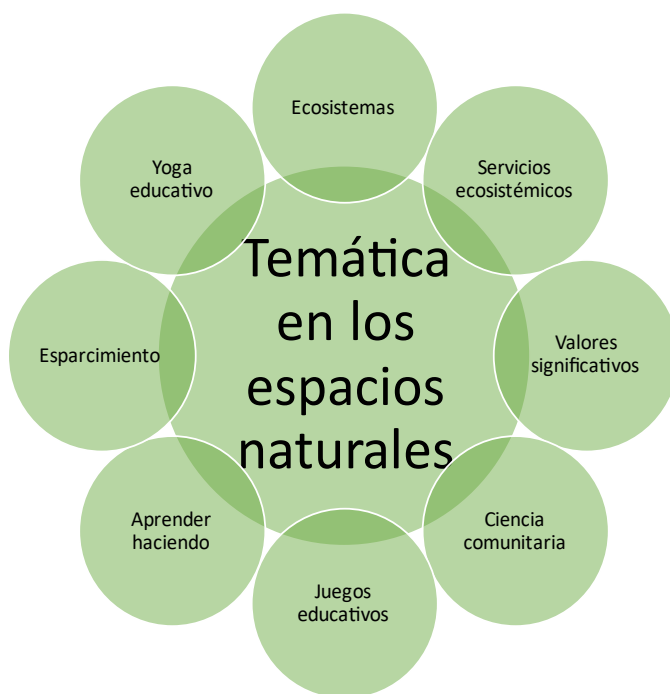 Ecosistemas
Servicios
ecosistémicos
Valores
significativos
Ciencia
comunitaria
Juegos
educativos
Aprender
haciendo
Esparcimiento
Yoga
educativo
Temática
en los
espacios
naturales